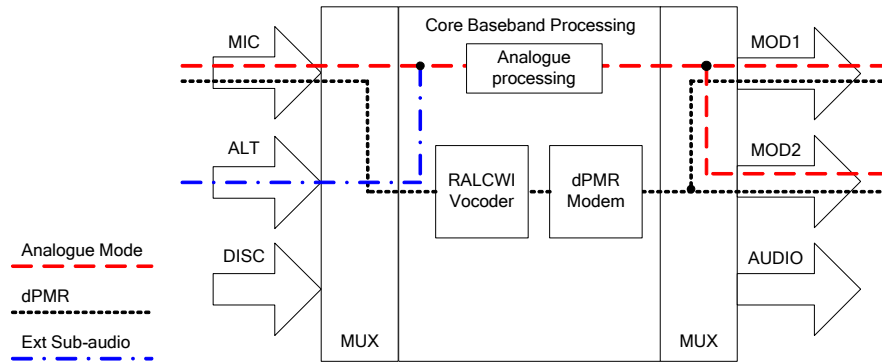 Core Baseband Processing
MIC
MOD1
Analogue
processing
ALT
MOD2
RALCWI
Vocoder
dPMR
Modem
Analogue Mode
DISC
AUDIO
dPMR
Ext Sub-audio
MUX
MUX